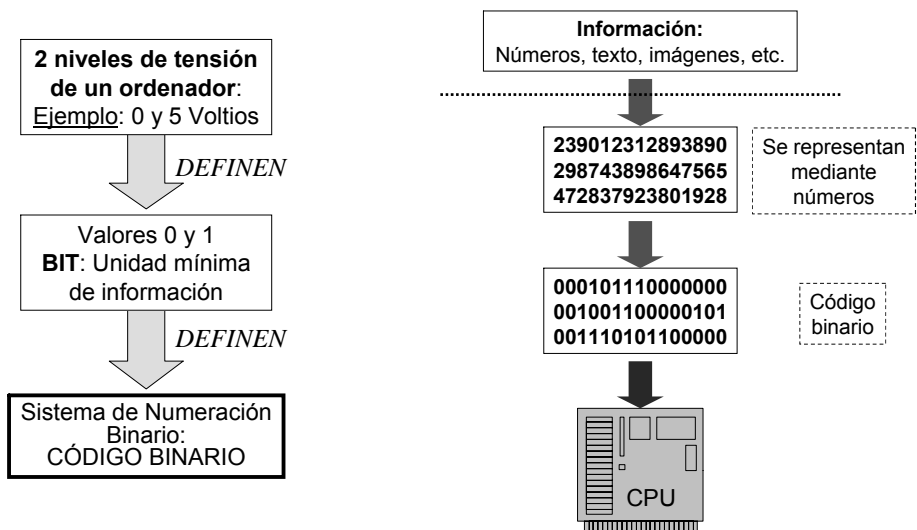 2 niveles de tensión
de un ordenador:
Ejemplo: 0 y 5 Voltios
DEFINEN
Valores 0 y 1
BIT: Unidad mínima
de información
DEFINEN
Sistema de Numeración
Binario:
CÓDIGO BINARIO
Información:
Números, texto, imágenes, etc.
239012312893890
298743898647565
472837923801928
Se representan
mediante
números
000101110000000
001001100000101
001110101100000
Código
binario
CPU